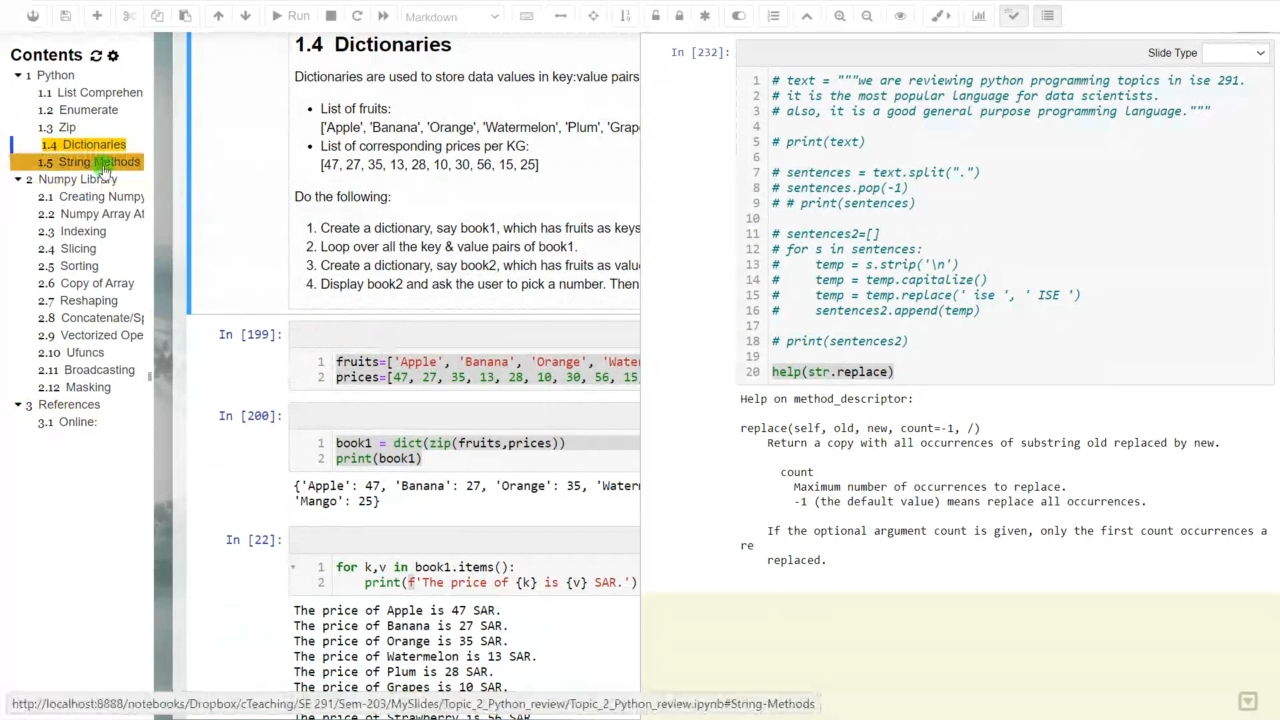 Run
Markdown
Contents
1 Python
1.1 List Comprehen
1.2 Enumerate
1.3 Zip
1.4 Dictionaries
1.5 String Methods
2 Numpy Library
2.1 Creating Numpy
2.2 Numpy Array At
2.3 Indexing
2.4 Slicing
2.5 Sorting
2.6 Copy of Array
2.7 Reshaping
2.8 Concatenate/Sp
2.9 Vectorized Ope
2.10 Ufuncs
2.11 Broadcasting
2.12 Masking
3 References
3.1 Online:
1.4 Dictionaries
Dictionaries are used to store data values in key:value pairs
• List of fruits:
['Apple', 'Banana', 'Orange', 'Watermelon', 'Plum', 'Grape
• List of corresponding prices per KG:
[47, 27, 35, 13, 28, 10, 30, 56, 15, 25]
Do the following:
1. Create a dictionary, say book1, which has fruits as keys
2. Loop over all the key & value pairs of book1.
3. Create a dictionary, say book2, which has fruits as valu
4. Display book2 and ask the user to pick a number. Then
In [199]:
1 fruits=['Apple', 'Banana', 'Orange', 'Water
2 prices=[47, 27, 35, 13, 28, 10, 30, 56, 15,
In [200]:
1 book1 = dict(zip(fruits,prices))
2 print(book1)
{'Apple': 47, 'Banana': 27, 'Orange': 35, 'Water
'Mango': 25}
In [22]:
1 for k,v in book1.items():
2     print(f'The price of {k} is {v} SAR.')
The price of Apple is 47 SAR.
The price of Banana is 27 SAR.
The price of Orange is 35 SAR.
The price of Watermelon is 13 SAR.
The price of Plum is 28 SAR.
The price of Grapes is 10 SAR.
In [232]:
Slide Type
1 # text = """we are reviewing python programming topics in ise 291.
2 # it is the most popular language for data scientists.
3 # also, it is a good general purpose programming language."""
4
5 # print(text)
6
7 # sentences = text.split(".")
8 # sentences.pop(-1)
9 # # print(sentences)
10
11 # sentences2=[]
12 # for s in sentences:
13 #     temp = s.strip('\n')
14 #     temp = temp.capitalize()
15 #     temp = temp.replace(' ise ', ' ISE ')
16 #     sentences2.append(temp)
17
18 # print(sentences2)
19
20 help(str.replace)
Help on method_descriptor:
replace(self, old, new, count=-1, /)
Return a copy with all occurrences of substring old replaced by new.
count
Maximum number of occurrences to replace.
-1 (the default value) means replace all occurrences.
If the optional argument count is given, only the first count occurrences a
re
replaced.
http://localhost:8888/notebooks/Dropbox/cTeaching/SE 291/Sem-203/MySlides/Topic_2_Python_review/Topic_2_Python_review.ipynb#String-Methods